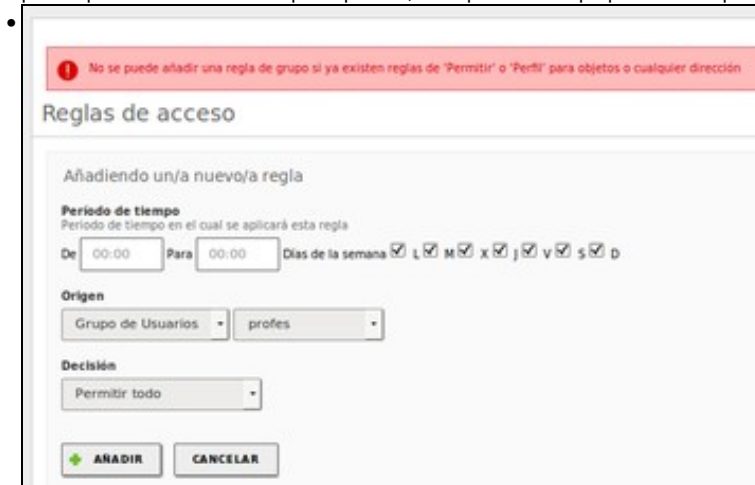 No se puede añadir una regla de grupo si ya existen reglas de 'Permitir' o 'Perfil' para objetos o cualquier dirección
Reglas de acceso
Añadiendo un/a nuevo/a regla
Período de tiempo
Periodo de tiempo en el cual se aplicará esta regla
De 00:00 Para 00:00 Días de la semana L M X J V S D
Origen
Grupo de Usuarios profes
Decisión
Permitir todo
AÑADIR CANCELAR